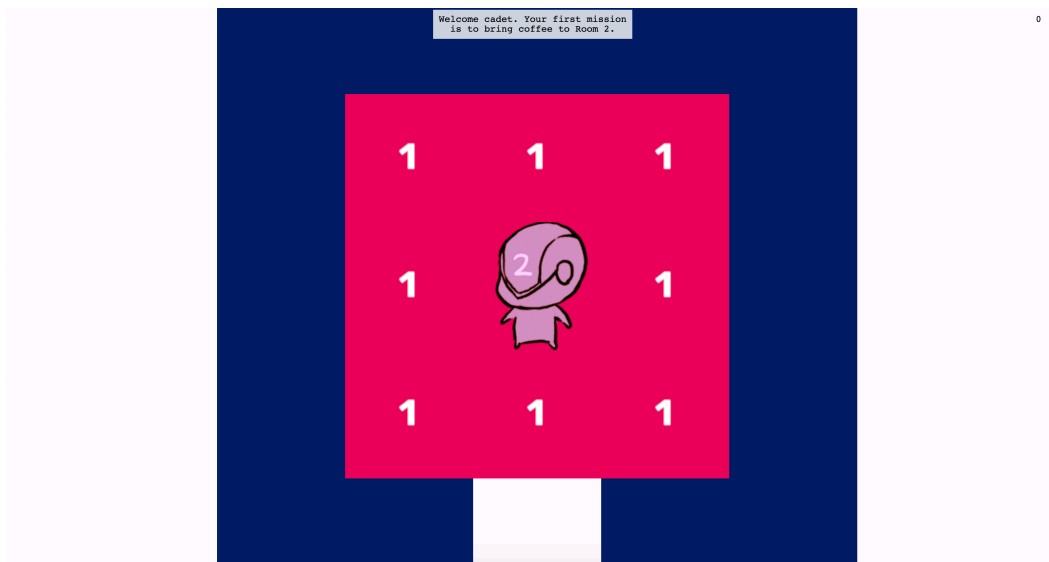 Welcome cadet. Your first mission
is to bring coffee to Room 2.
0
1 1 1
1 2 1
1 1 1